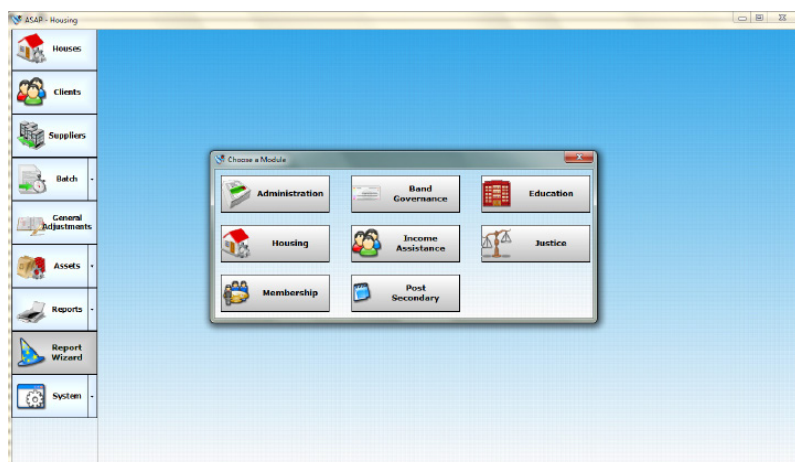 ASAP - Housing
Houses
Clients
Suppliers
Batch
General
Adjustments
Assets
Reports
Report
Wizard
System
Choose a Module
Administration
Band
Governance
Education
Housing
Income
Assistance
Justice
Membership
Post
Secondary